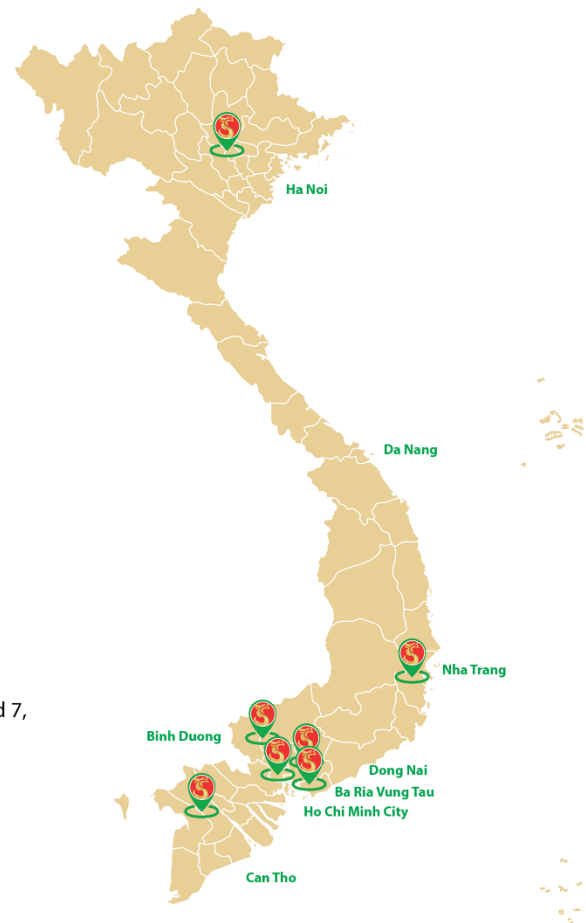 Ha Noi
Da Nang
Nha Trang
d 7,
Binh Duong
Dong Nai
Ba Ria Vung Tau
Ho Chi Minh City
Can Tho